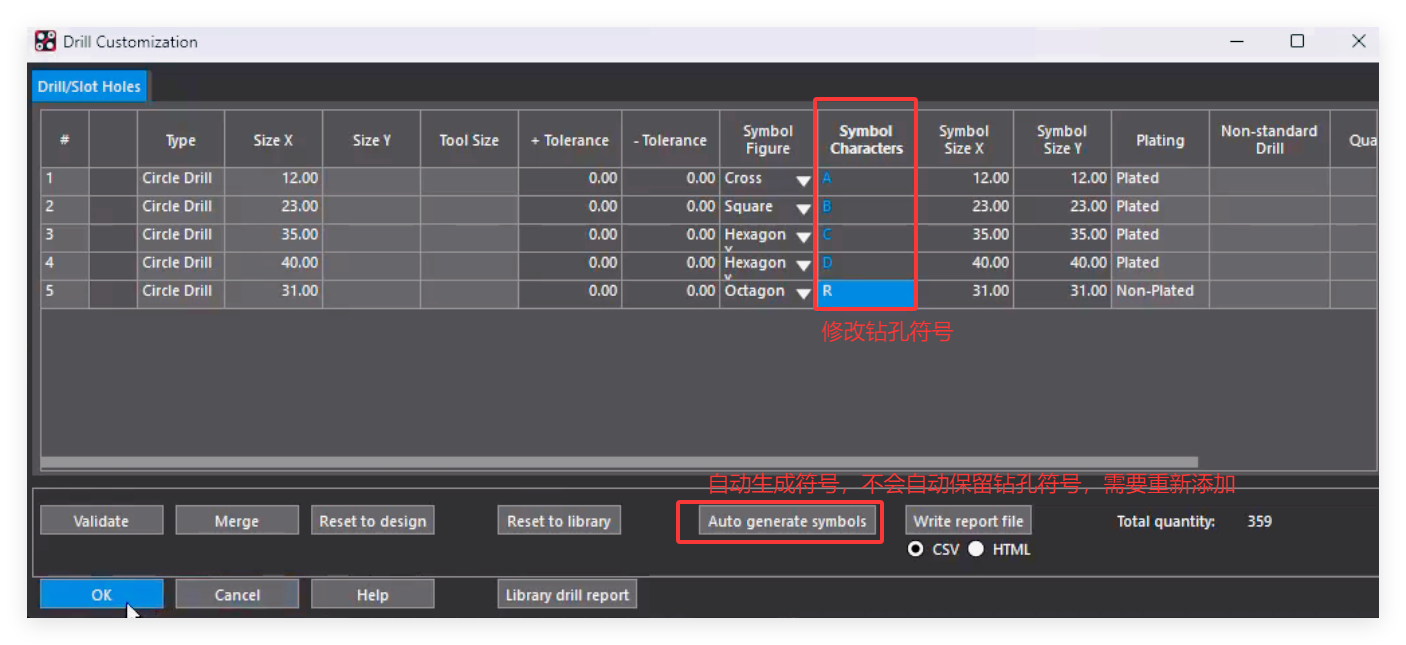 Drill Customization
Drill/Slot Holes
# Type Size X Size Y Tool Size + Tolerance - Tolerance Symbol Figure Symbol Characters Symbol Size X Symbol Size Y Plating Non-standard Drill Qua
1 Circle Drill 12.00 0.00 0.00 Cross A 12.00 12.00 Plated
2 Circle Drill 23.00 0.00 0.00 Square B 23.00 23.00 Plated
3 Circle Drill 35.00 0.00 0.00 Hexagon C 35.00 35.00 Plated
4 Circle Drill 40.00 0.00 0.00 Hexagon D 40.00 40.00 Plated
5 Circle Drill 31.00 0.00 0.00 Octagon R 31.00 31.00 Non-Plated
修改钻孔符号
自动生成符号，不会自动保留钻孔符号，需要重新添加
Validate Merge Reset to design Reset to library Auto generate symbols Write report file Total quantity: 359
CSV HTML
OK Cancel Help Library drill report